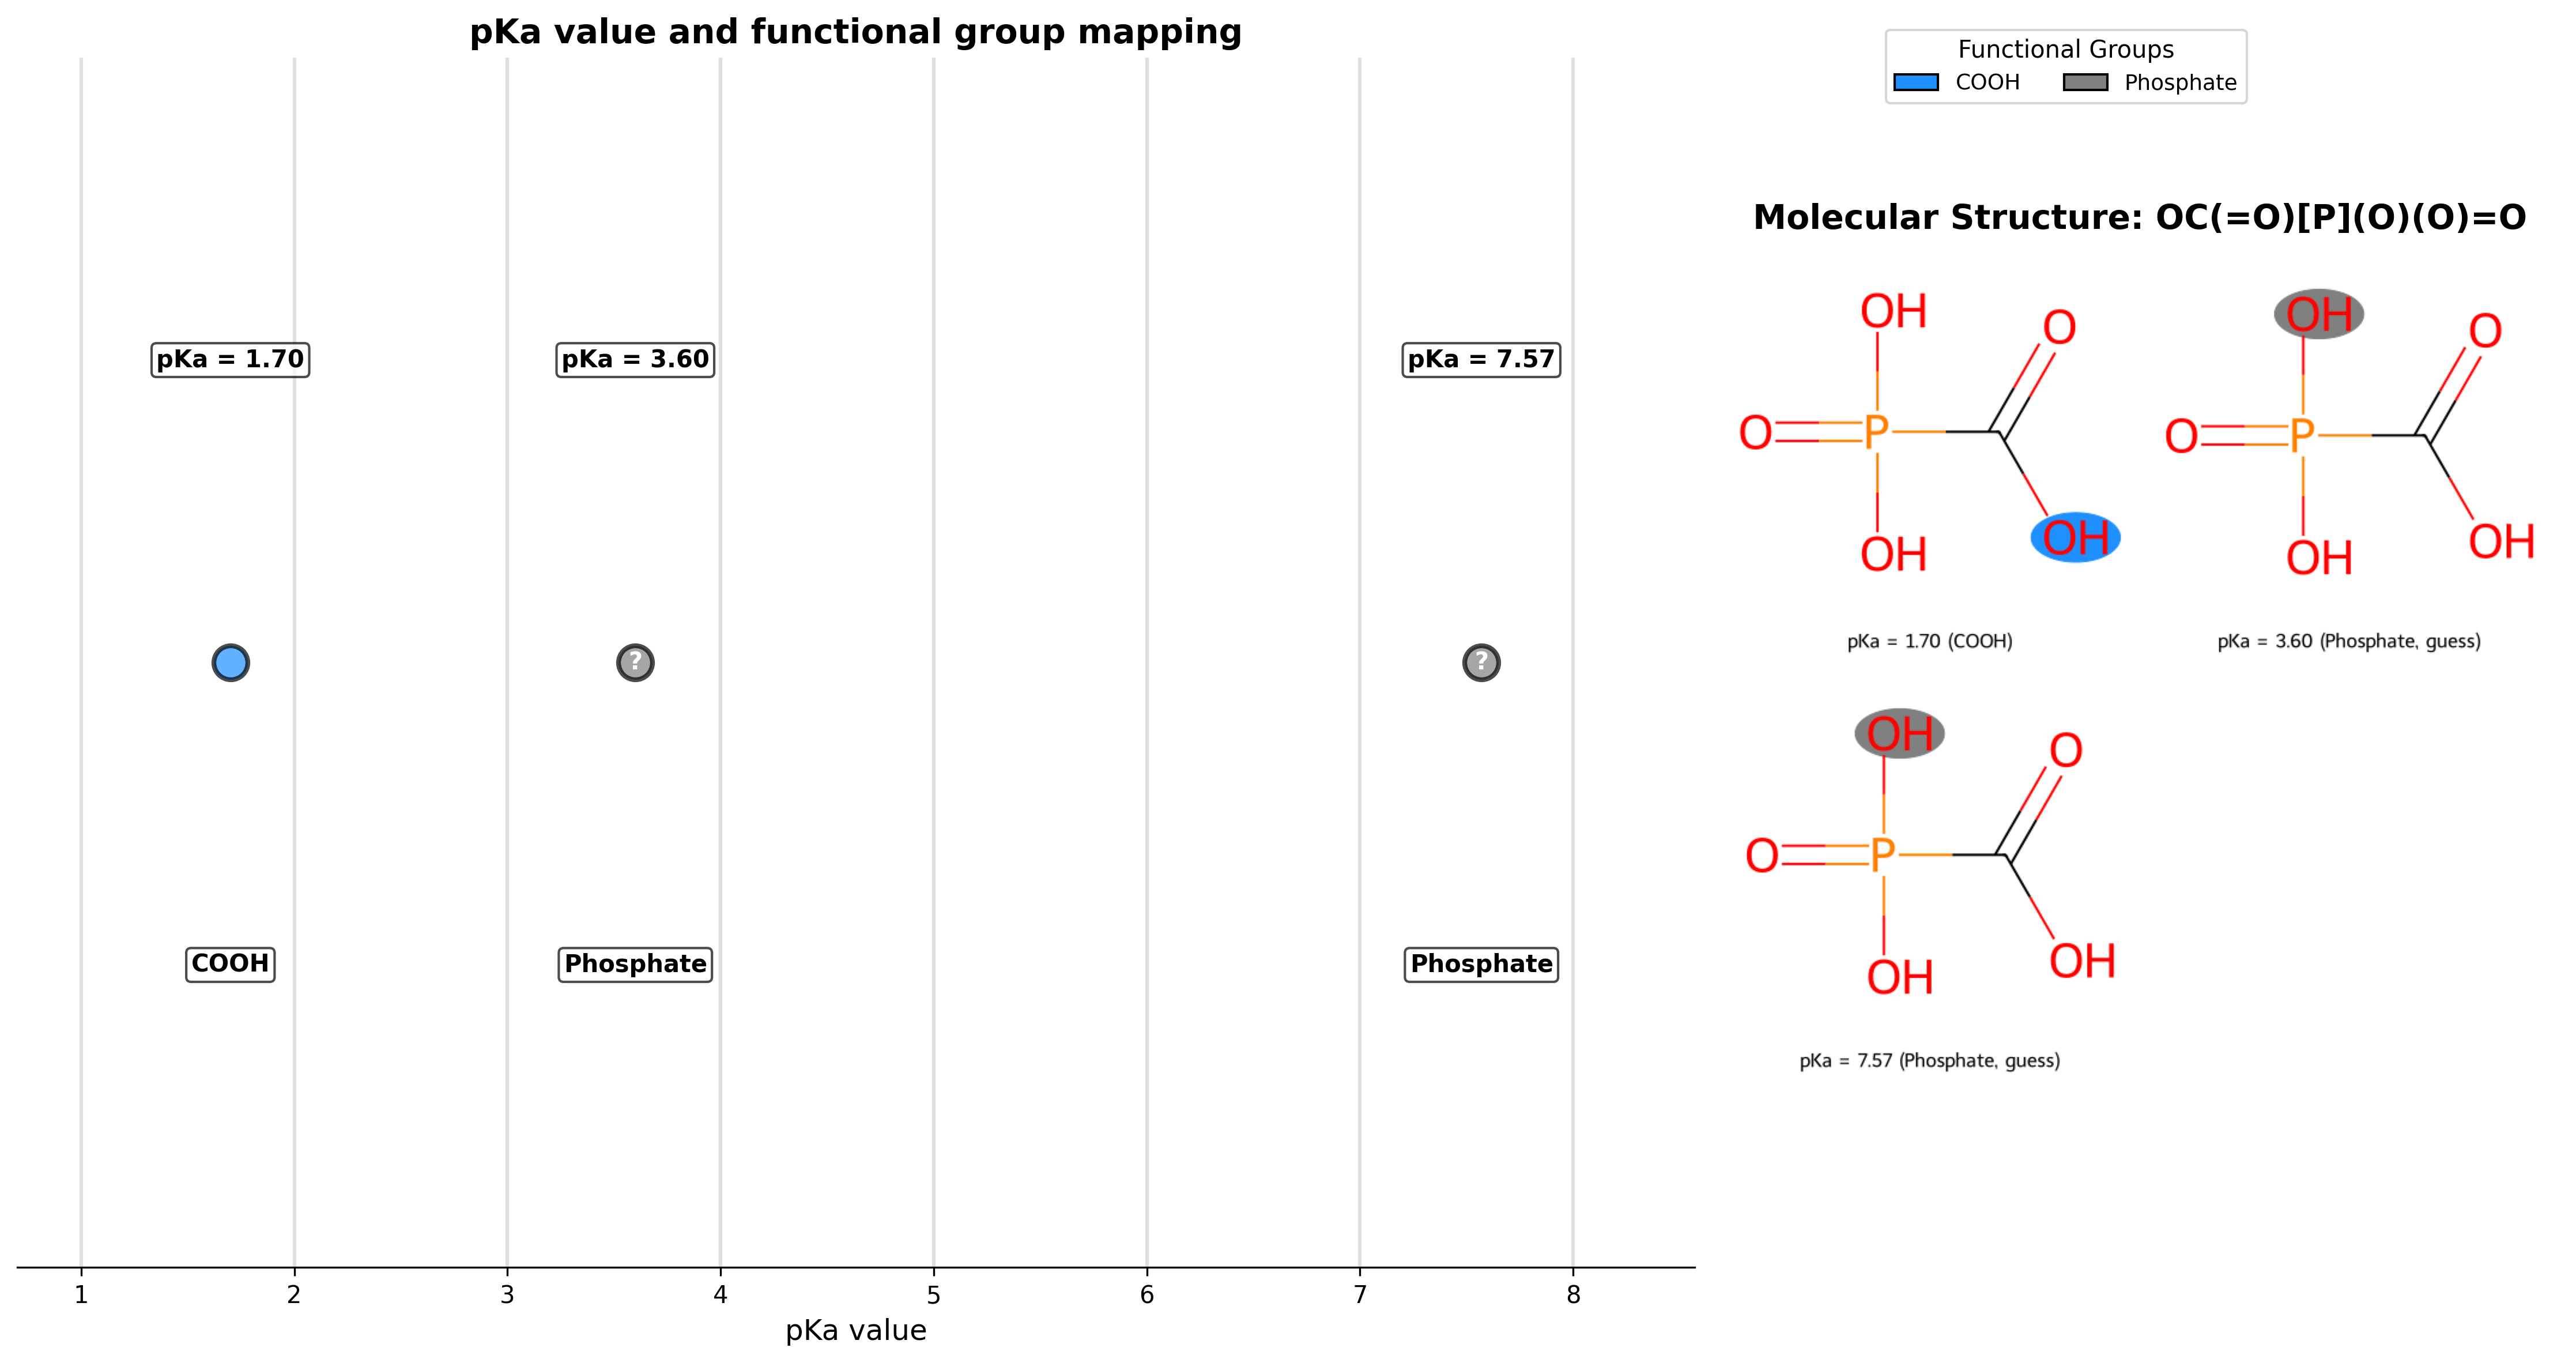 pKa value and functional group mapping
pKa = 1.70
pKa = 3.60
pKa = 7.57
?
?
COOH
Phosphate
Phosphate
1 2 3 4 5 6 7 8
pKa value
Functional Groups
COOH Phosphate
Molecular Structure: OC(=O)[P](O)(O)=O
OH
O
O
P
OH
OH
pKa = 1.70 (COOH)
OH
O
O
P
OH
OH
pKa = 3.60 (Phosphate, guess)
OH
O
O
P
OH
OH
pKa = 7.57 (Phosphate, guess)